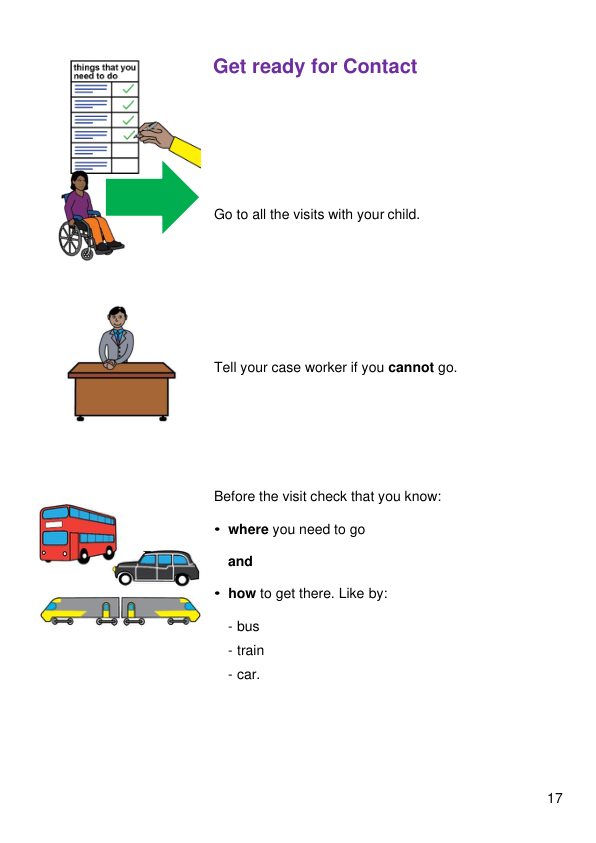 Get ready for Contact
things that you
need to do
Go to all the visits with your child.
Tell your case worker if you cannot go.
Before the visit check that you know:
• where you need to go
and
• how to get there. Like by:
- bus
- train
- car.
17